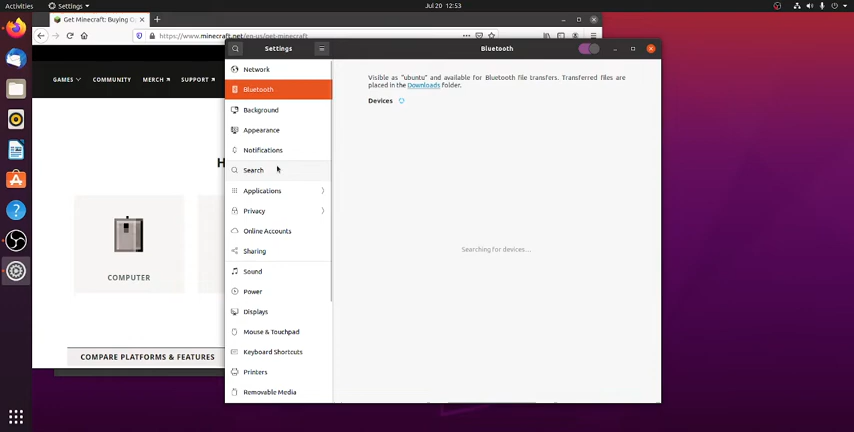 Activities
Settings
Jul 20 12:53
Get Minecraft: Buying Op
https://www.minecraft.net/en-us/get-minecraft
GAMES
COMMUNITY
MERCH
SUPPORT
H
COMPUTER
COMPARE PLATFORMS & FEATURES
Settings
Bluetooth
Network
Bluetooth
Background
Appearance
Notifications
Search
Applications
Privacy
Online Accounts
Sharing
Sound
Power
Displays
Mouse & Touchpad
Keyboard Shortcuts
Printers
Removable Media
Visible as "ubuntu" and available for Bluetooth file transfers. Transferred files are
placed in the Downloads folder.
Devices
Searching for devices...